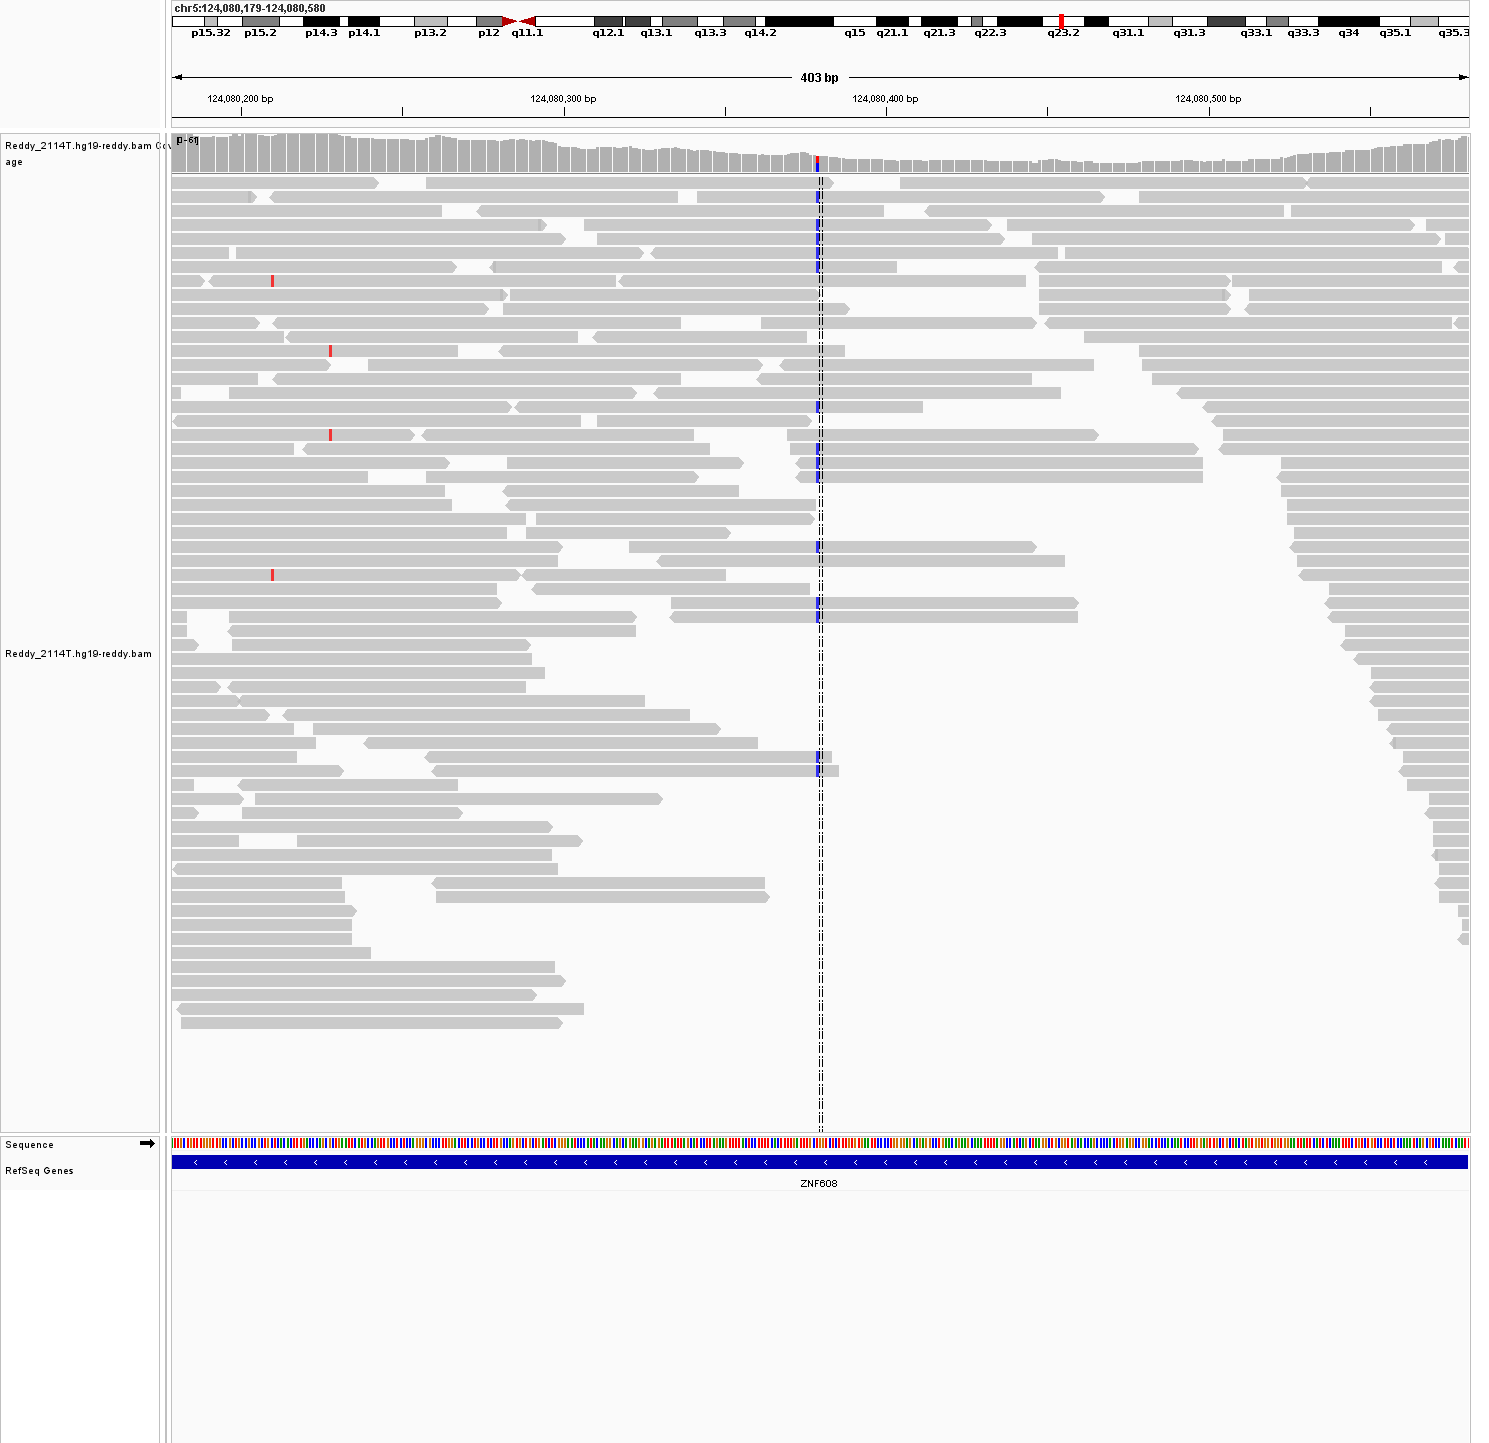 chr5:124,080,179-124,080,580
p15.32 p15.2 p14.3 p14.1 p13.2 p12 q11.1 q12.1 q13.1 q13.3 q14.2 q15 q21.1 q21.3 q22.3 q23.2 q31.1 q31.3 q33.1 q33.3 q34 q35.1 q35.3
403 bp
124,080,200 bp 124,080,300 bp 124,080,400 bp 124,080,500 bp
Reddy_2114T.hg19-reddy.bam Cov
age
[0-61]
Reddy_2114T.hg19-reddy.bam
Sequence
RefSeq Genes
ZNF608